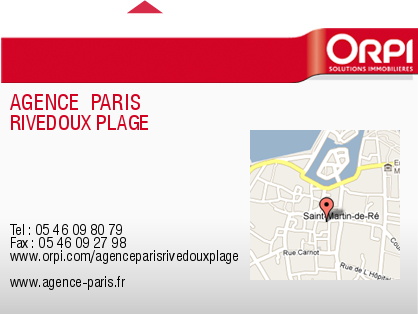 ORPI
SOLUTIONS IMMOBILIÈRES
AGENCE PARIS
RIVEDOUX PLAGE
Saint-Martin-de-Ré
Rue Carnot
Rue de L'Hôpital
Tel : 05 46 09 80 79
Fax : 05 46 09 27 98
www.orpi.com/agenceparisrivedouxplage
www.agence-paris.fr